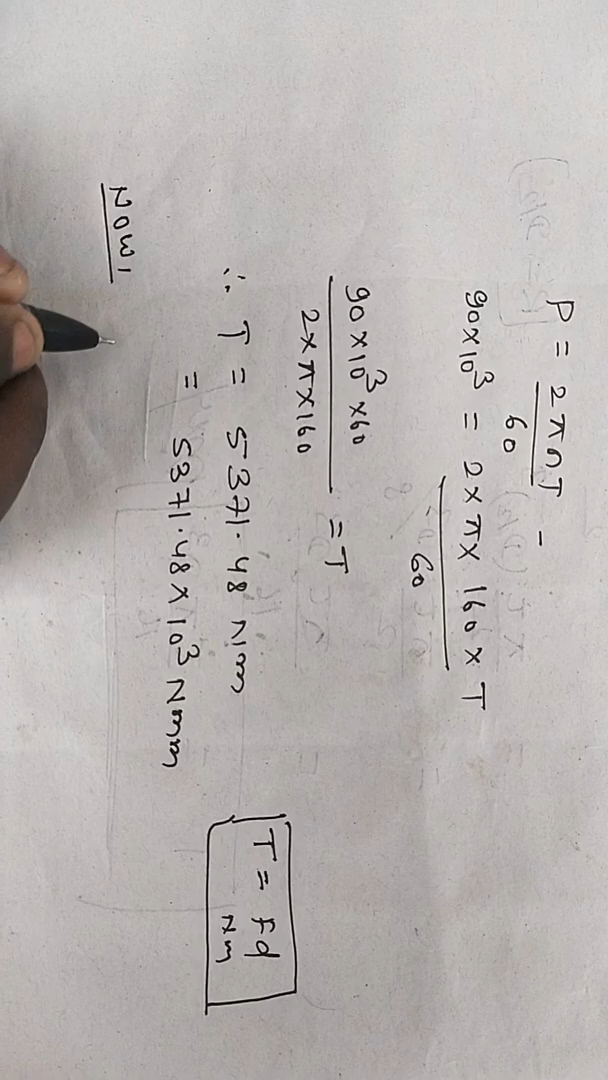 P = 2πnT
60
90×10³ = 2×π× 160×T
60
90×10³×60
2×π×160
= T
∴ T = 5371.48 Nm
= 5371.48×10³ Nmm
T = Fd
Nm
Now,